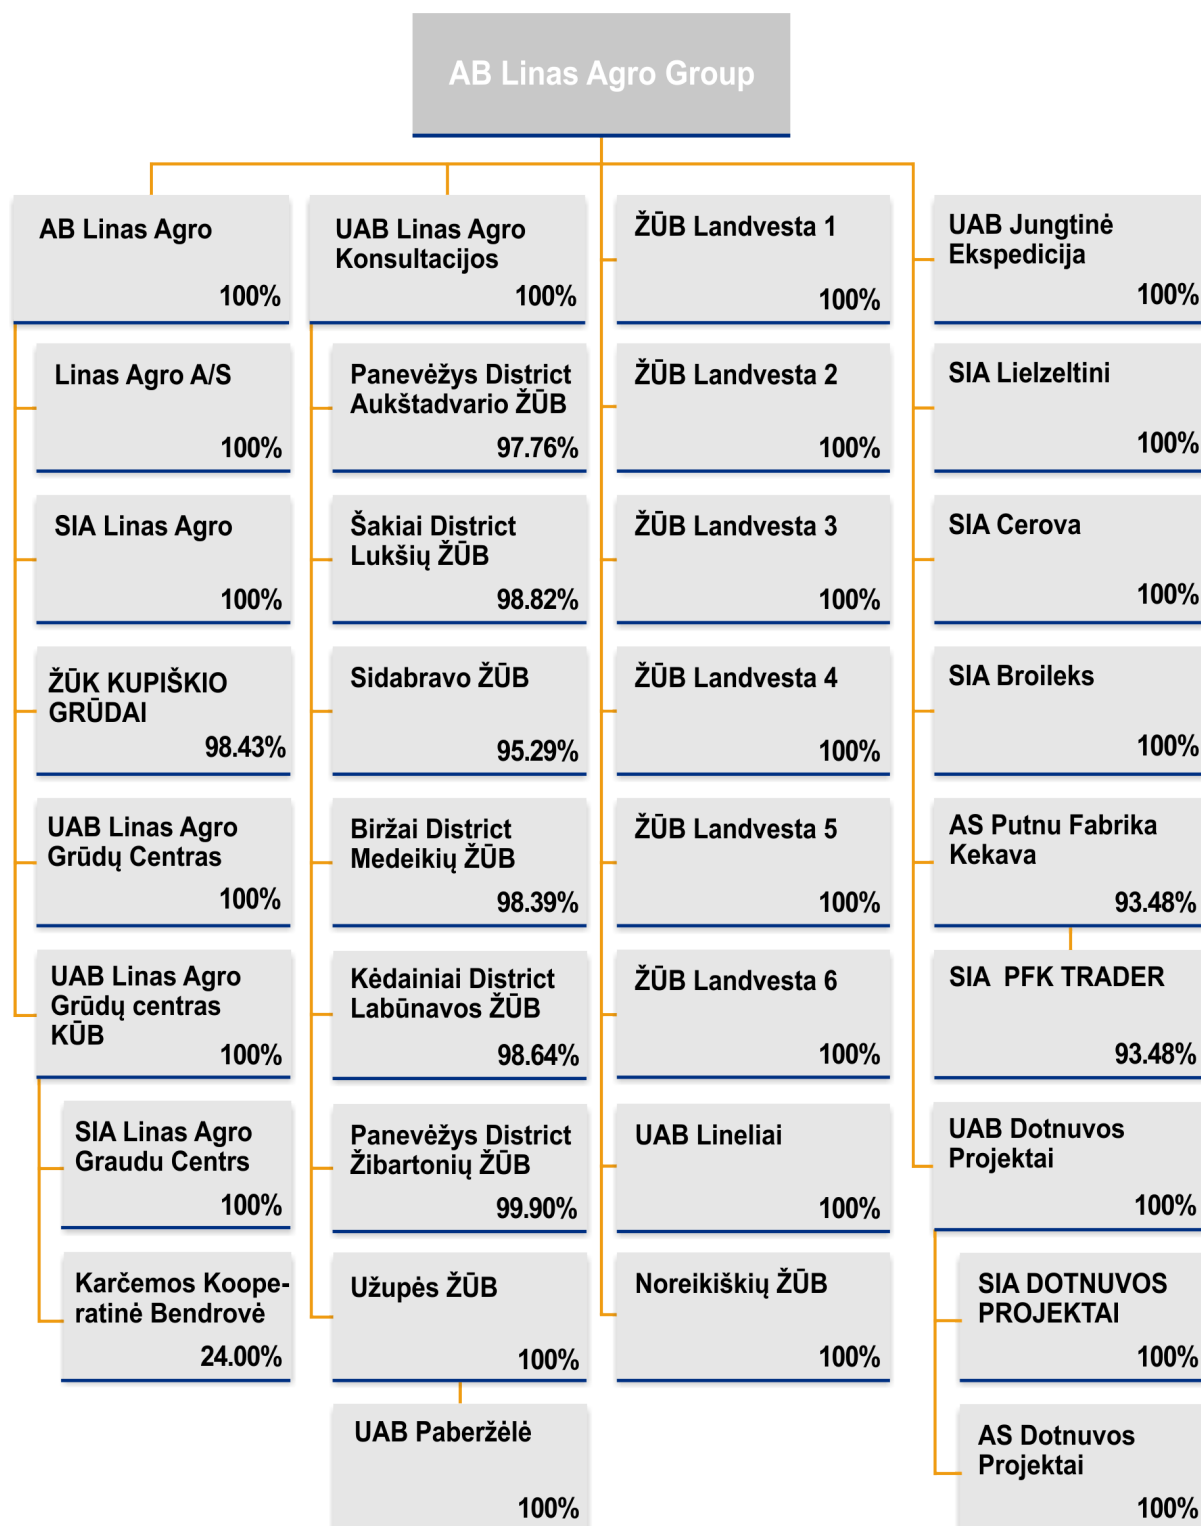 AB Linas Agro Group
AB Linas Agro
100%
Linas Agro A/S
100%
SIA Linas Agro
100%
ŽŪK KUPIŠKIO
GRŪDAI
98.43%
UAB Linas Agro
Grūdų Centras
100%
UAB Linas Agro
Grūdų centras
KŪB
100%
SIA Linas Agro
Graudu Centrs
100%
Karčemos Koope-
ratinė Bendrovė
24.00%
UAB Linas Agro
Konsultacijos
100%
Panevėžys District
Aukštadvario ŽŪB
97.76%
Šakiai District
Lukšių ŽŪB
98.82%
Sidabravo ŽŪB
95.29%
Biržai District
Medeikių ŽŪB
98.39%
Kėdainiai District
Labūnavos ŽŪB
98.64%
Panevėžys District
Žibartonių ŽŪB
99.90%
Užupės ŽŪB
100%
UAB Paberžėlė
100%
ŽŪB Landvesta 1
100%
ŽŪB Landvesta 2
100%
ŽŪB Landvesta 3
100%
ŽŪB Landvesta 4
100%
ŽŪB Landvesta 5
100%
ŽŪB Landvesta 6
100%
UAB Lineliai
100%
Noreikiškių ŽŪB
100%
UAB Jungtinė
Ekspedicija
100%
SIA Lielzeltini
100%
SIA Cerova
100%
SIA Broileks
100%
AS Putnu Fabrika
Kekava
93.48%
SIA PFK TRADER
93.48%
UAB Dotnuvos
Projektai
100%
SIA DOTNUVOS
PROJEKTAI
100%
AS Dotnuvos
Projektai
100%